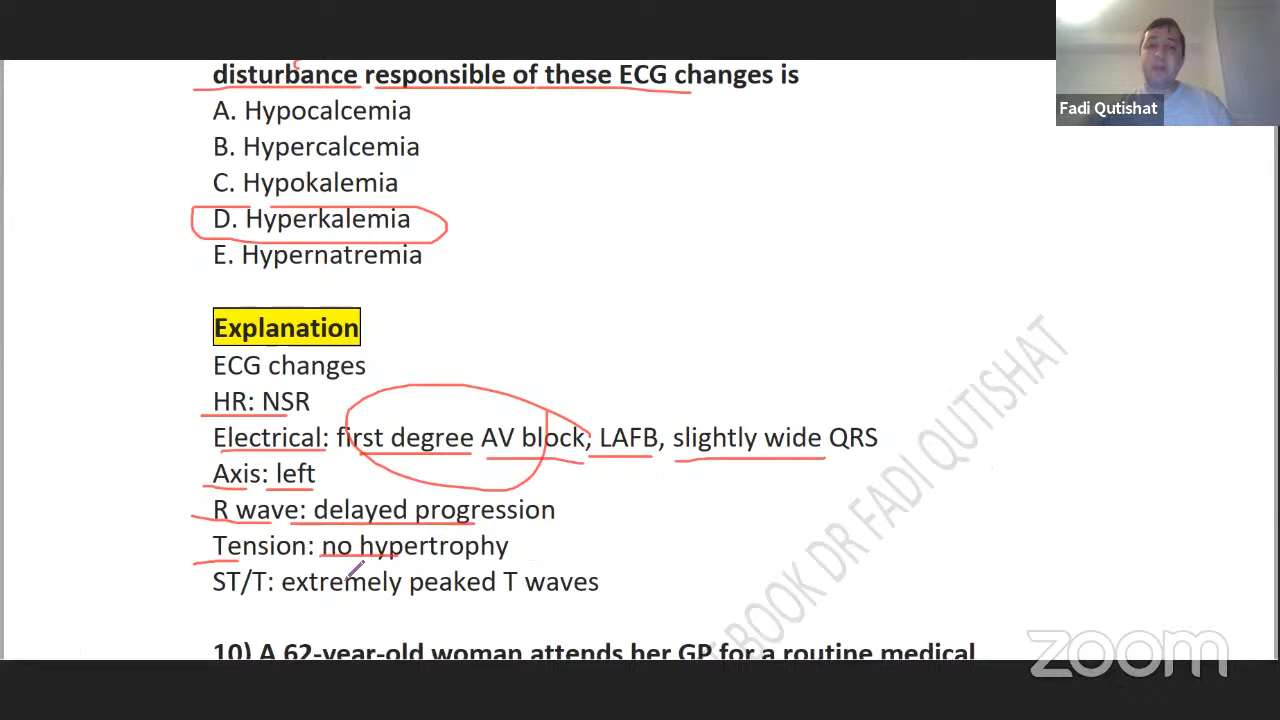 disturbance responsible of these ECG changes is
Fadi Qutishat
A. Hypocalcemia
B. Hypercalcemia
C. Hypokalemia
D. Hyperkalemia
E. Hypernatremia
Explanation
ECG changes
HR: NSR
Electrical: first degree AV block, LAFB, slightly wide QRS
Axis: left
R wave: delayed progression
Tension: no hypertrophy
ST/T: extremely peaked T waves
BOOK DR FADI QUTISHAT
10) A 62-year-old woman attends her GP for a routine medical
zoom